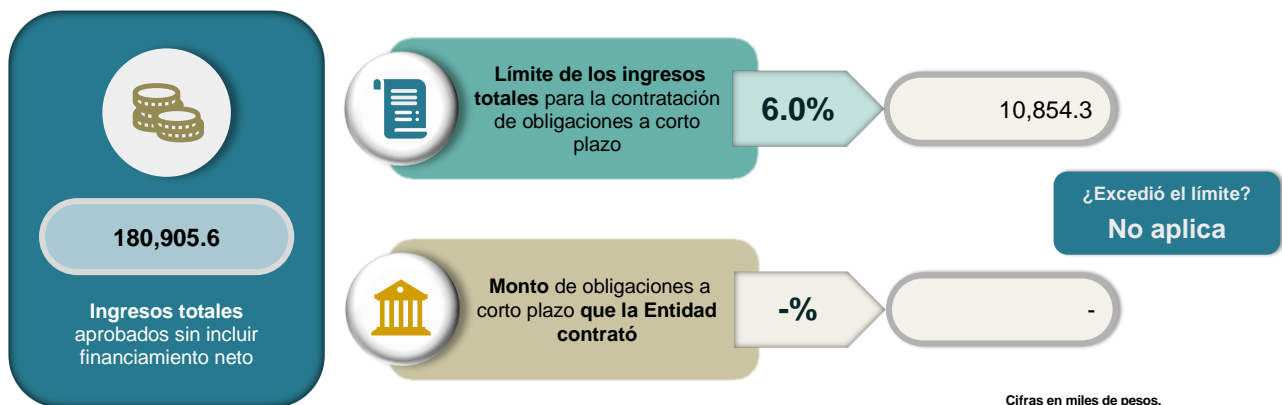 180,905.6
Ingresos totales
aprobados sin incluir
financiamiento neto
Límite de los ingresos
totales para la contratación
de obligaciones a corto
plazo
6.0%
10,854.3
¿Excedió el límite?
No aplica
Monto de obligaciones a
corto plazo que la Entidad
contrató
-%
-
Cifras en miles de pesos.